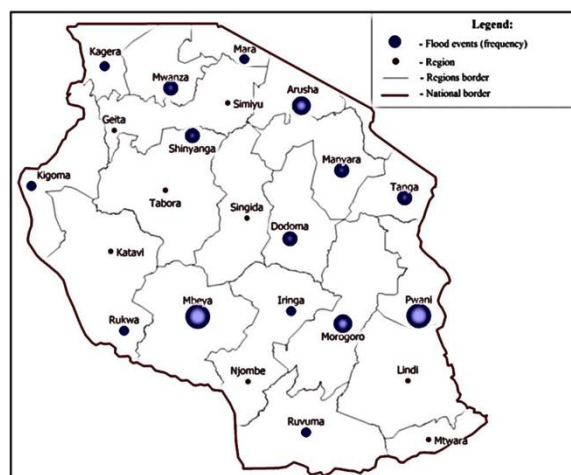 Legend:
- Flood events (frequency)
- Region
- Regions border
- National border
Kagera
Mara
Mwanza
Simiyu
Arusha
Geita
Shinyanga
Kigoma
Manyara
Tabora
Tanga
Singida
Dodoma
Katavi
Mbeya
Iringa
Pwani
Rukwa
Morogoro
Njombe
Lindi
Ruvuma
Mtwara